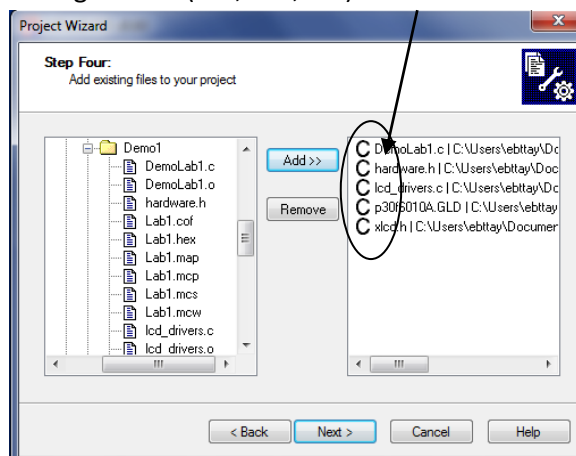 Project Wizard
Step Four:
Add existing files to your project
Demo1
DemoLab1.c
DemoLab1.o
hardware.h
Lab1.cof
Lab1.hex
Lab1.map
Lab1.mcp
Lab1.mcs
Lab1.mcw
lcd_drivers.c
lcd_drivers.o
Add >>
Remove
C DemoLab1.c | C:\Users\ebttay\Dc
C hardware.h | C:\Users\ebttay\Doc
C lcd_drivers.c | C:\Users\ebttay\Dc
C p30f6010A.GLD | C:\Users\ebttay
C xlcd.h | C:\Users\ebttay\Documer
< Back
Next >
Cancel
Help